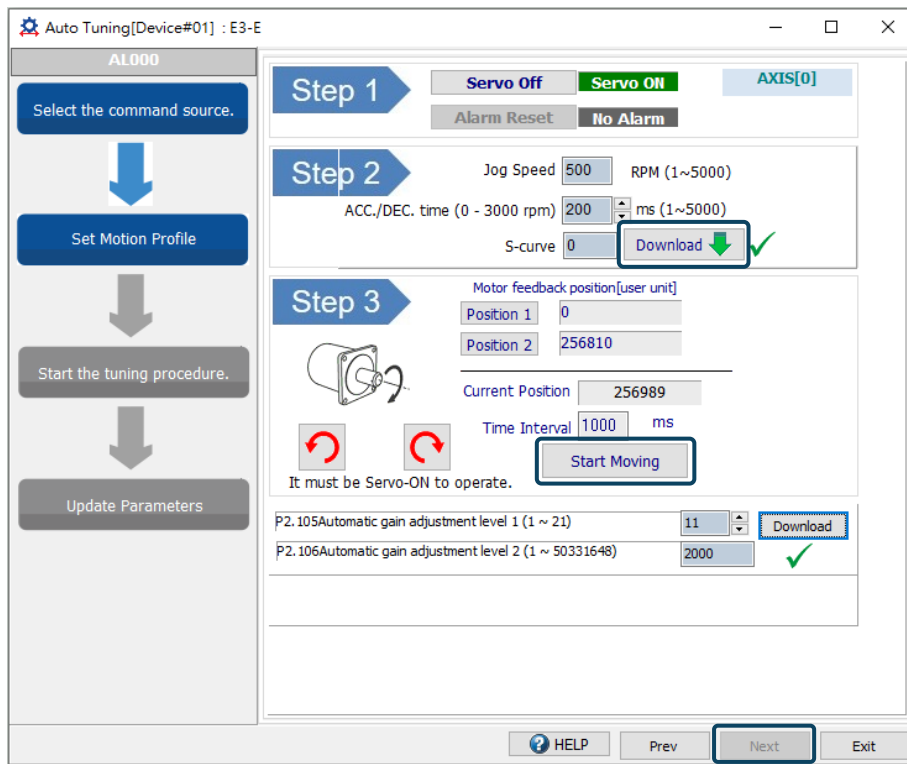 Auto Tuning[Device#01] : E3-E
AL000
Select the command source.
Set Motion Profile
Start the tuning procedure.
Update Parameters
Step 1
Servo Off Servo ON AXIS[0]
Alarm Reset No Alarm
Step 2
Jog Speed 500 RPM (1~5000)
ACC./DEC. time (0 - 3000 rpm) 200 ms (1~5000)
S-curve 0 Download
Step 3
Motor feedback position[user unit]
Position 1 0
Position 2 256810
Current Position 256989
Time Interval 1000 ms
Start Moving
It must be Servo-ON to operate.
P2.105Automatic gain adjustment level 1 (1 ~ 21) 11 Download
P2.106Automatic gain adjustment level 2 (1 ~ 50331648) 2000
? HELP Prev Next Exit